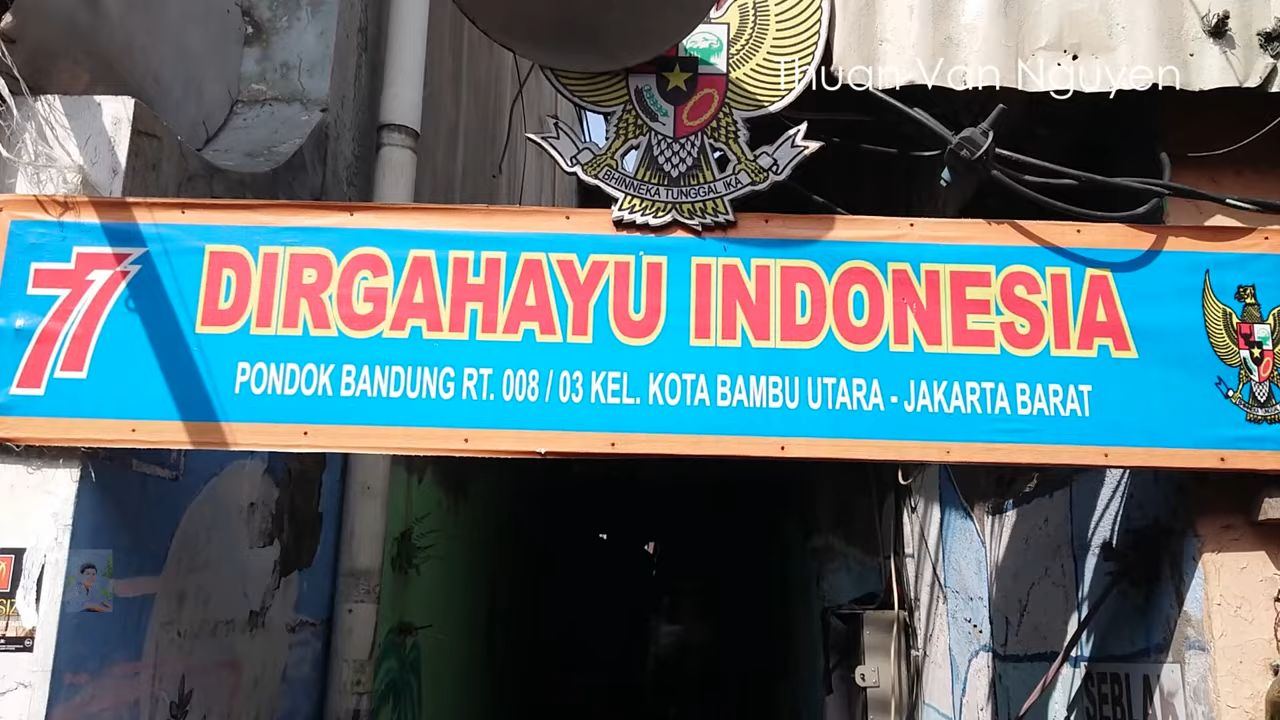 Thuan Van Nguyen
BHINNEKA TUNGGAL IKA
77
DIRGAHAYU INDONESIA
PONDOK BANDUNG RT. 008 / 03 KEL. KOTA BAMBU UTARA - JAKARTA BARAT